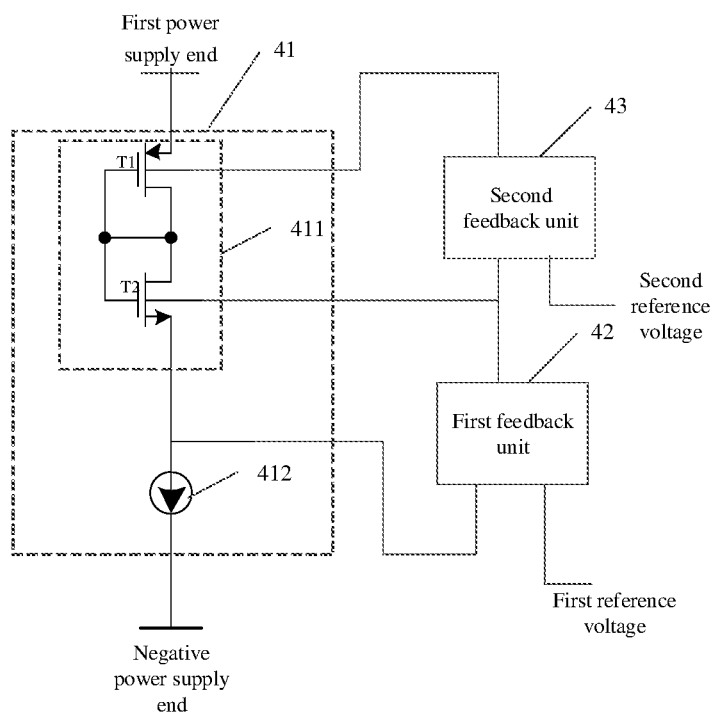 First power
supply end
41
43
T1
Second
feedback unit
411
T2
Second
reference
voltage
42
First feedback
unit
412
First reference
voltage
Negative
power supply
end